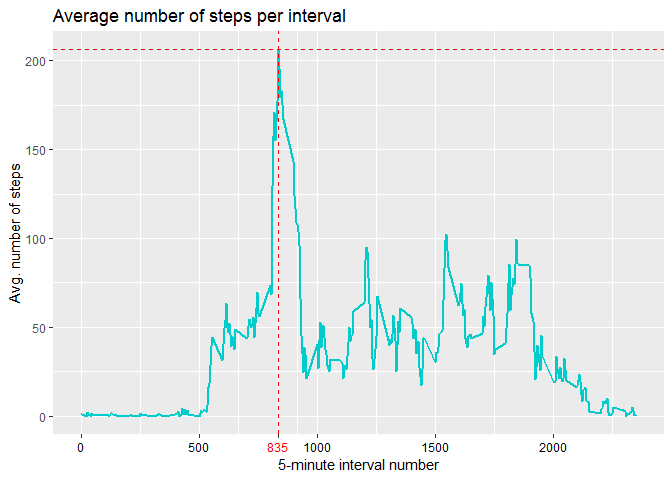 Average number of steps per interval
Avg. number of steps
200
150
100
50
0
0 500 835 1000 1500 2000
5-minute interval number